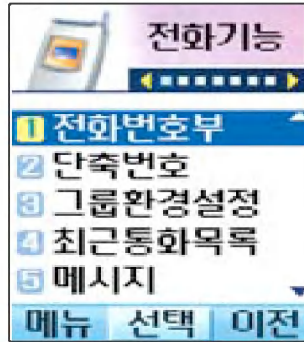 전화기능
1 전화번호부
2 단축번호
3 그룹환경설정
4 최근통화목록
5 메시지
메뉴 선택 이전